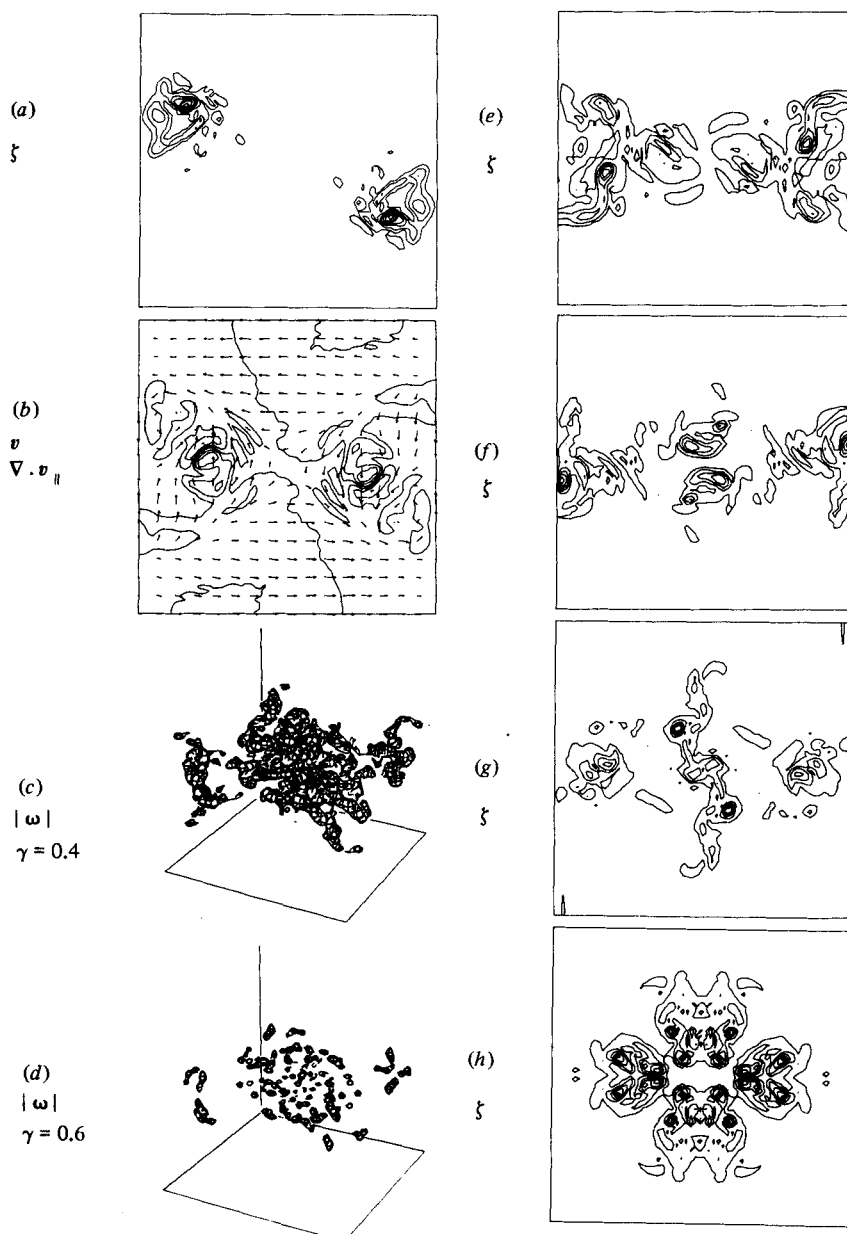 (a)
ζ
(b)
v
∇ . v ∥
(c)
| ω |
γ = 0.4
(d)
| ω |
γ = 0.6
(e)
ζ
(f)
ζ
(g)
ζ
(h)
ζ